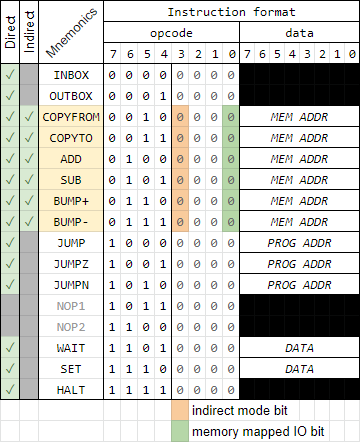 Direct Indirect Mnemonics Instruction format
opcode data
7 6 5 4 3 2 1 0 7 6 5 4 3 2 1 0
✓ INBOX 0 0 0 0 0 0 0 0
✓ OUTBOX 0 0 0 1 0 0 0 0
✓ ✓ COPYFROM 0 0 1 0 0 0 0 0 MEM ADDR
✓ ✓ COPYTO 0 0 1 1 0 0 0 0 MEM ADDR
✓ ✓ ADD 0 1 0 0 0 0 0 0 MEM ADDR
✓ ✓ SUB 0 1 0 1 0 0 0 0 MEM ADDR
✓ ✓ BUMP+ 0 1 1 0 0 0 0 0 MEM ADDR
✓ ✓ BUMP- 0 1 1 1 0 0 0 0 MEM ADDR
✓ JUMP 1 0 0 0 0 0 0 0 PROG ADDR
✓ JUMPZ 1 0 0 1 0 0 0 0 PROG ADDR
✓ JUMPN 1 0 1 0 0 0 0 0 PROG ADDR
NOP1 1 0 1 1 0 0 0 0
NOP2 1 1 0 0 0 0 0 0
✓ WAIT 1 1 0 1 0 0 0 0 DATA
✓ SET 1 1 1 0 0 0 0 0 DATA
✓ HALT 1 1 1 1 0 0 0 0
indirect mode bit
memory mapped IO bit